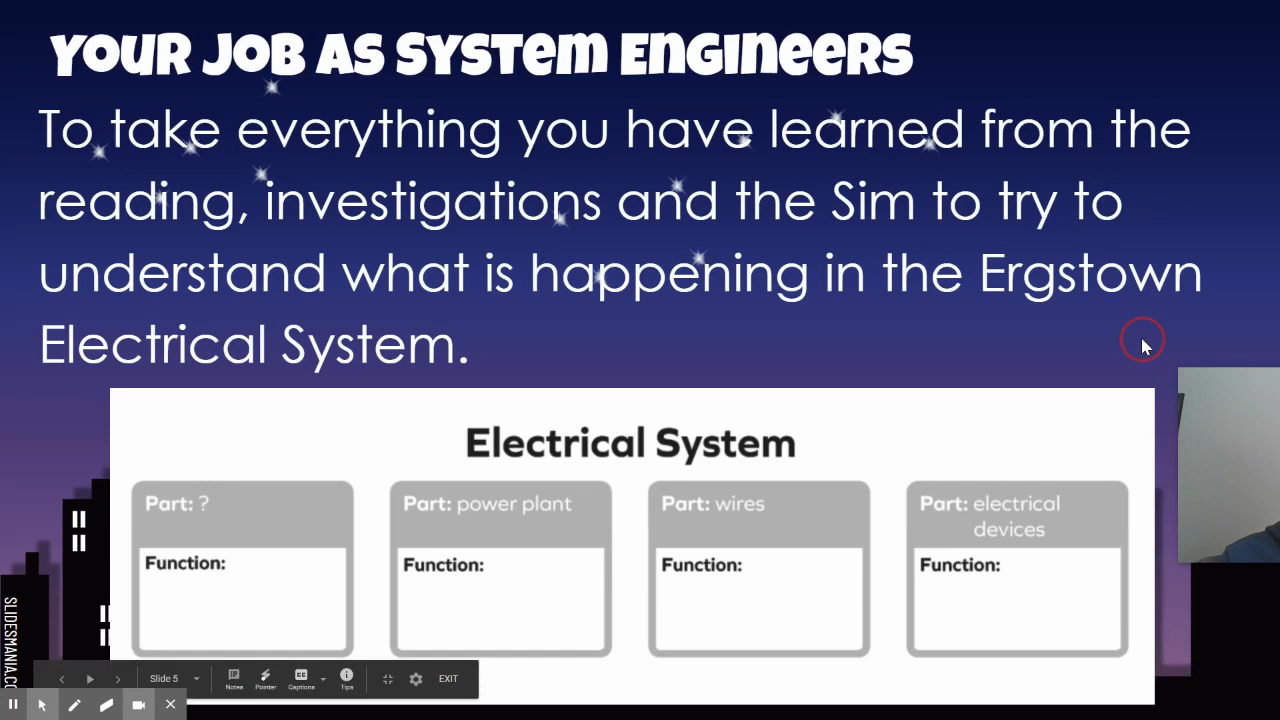 Your Job as System Engineers
To take everything you have learned from the
reading, investigations and the Sim to try to
understand what is happening in the Ergstown
Electrical System.
Electrical System
Part: ?
Function:
Part: power plant
Function:
Part: wires
Function:
Part: electrical
devices
Function:
SLIDESMANIA.CO
Slide 5
Notes
Pointer
CC
Captions
Tips
EXIT